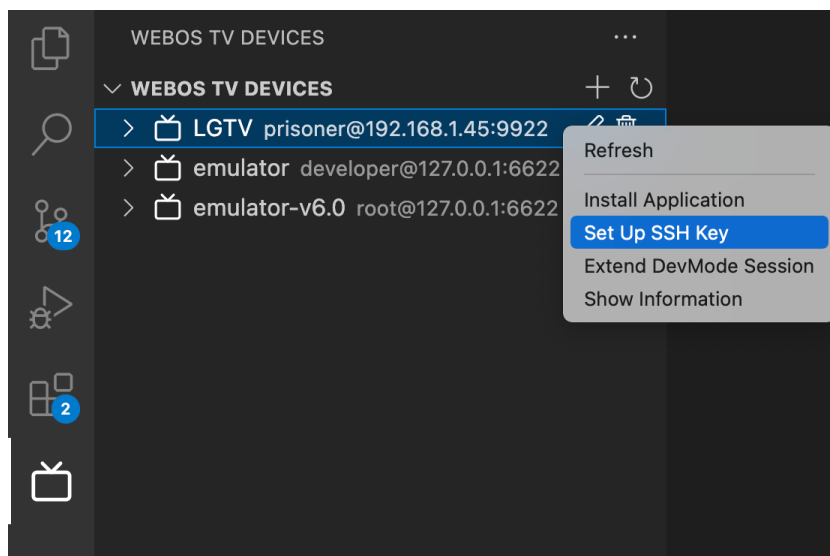 WEBOS TV DEVICES
WEBOS TV DEVICES
LGTV prisoner@192.168.1.45:9922
emulator developer@127.0.0.1:6622
emulator-v6.0 root@127.0.0.1:6622
Refresh
Install Application
Set Up SSH Key
Extend DevMode Session
Show Information
12
2